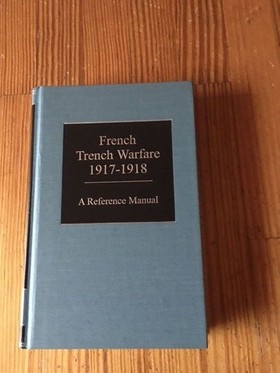 French
Trench Warfare
1917-1918
A Reference Manual